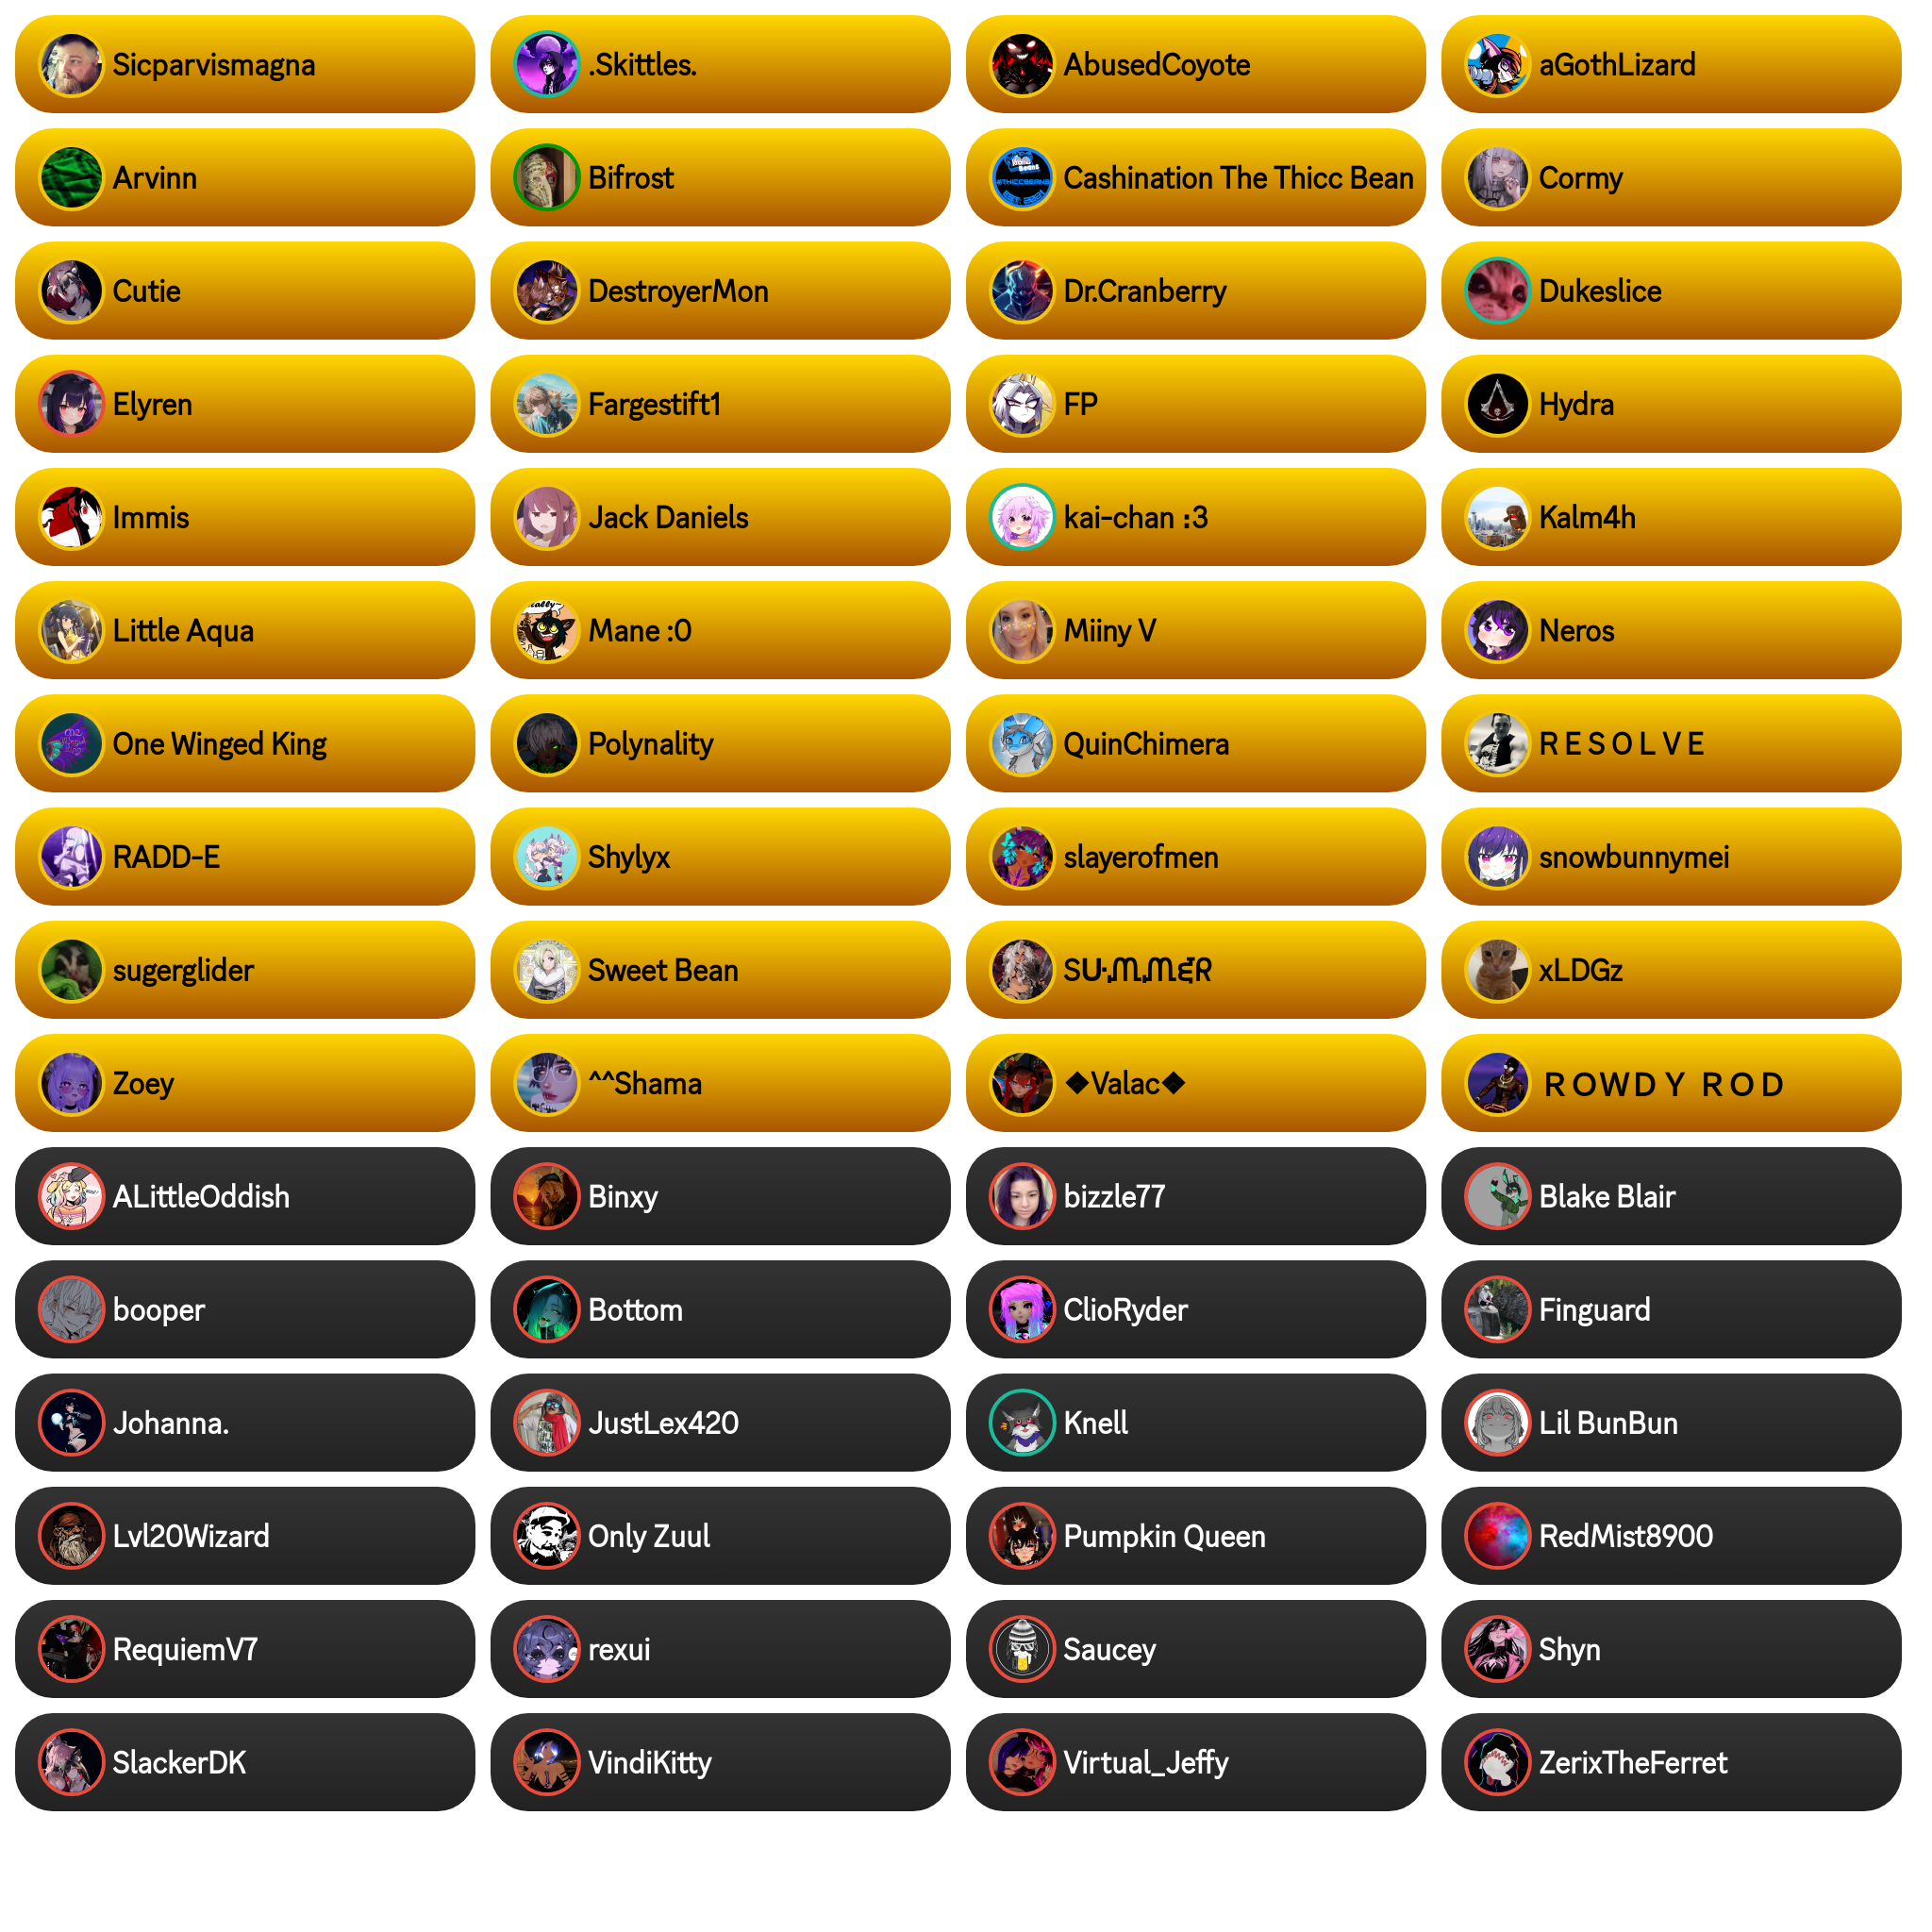 Sicparvismagna
.Skittles.
AbusedCoyote
aGothLizard
Arvinn
Bifrost
Cashination The Thicc Bean
Cormy
Cutie
DestroyerMon
Dr.Cranberry
Dukeslice
Elyren
Fargestift1
FP
Hydra
Immis
Jack Daniels
kai-chan :3
Kalm4h
Little Aqua
Mane :0
Miiny V
Neros
One Winged King
Polynality
QuinChimera
R E S O L V E
RADD-E
Shylyx
slayerofmen
snowbunnymei
sugerglider
Sweet Bean
xLDGz
Zoey
^^Shama
❖Valac❖
R O W D Y  R O D
ALittleOddish
Binxy
bizzle77
Blake Blair
booper
Bottom
ClioRyder
Finguard
Johanna.
JustLex420
Knell
Lil BunBun
Lvl20Wizard
Only Zuul
Pumpkin Queen
RedMist8900
RequiemV7
rexui
Saucey
Shyn
SlackerDK
VindiKitty
Virtual_Jeffy
ZerixTheFerret